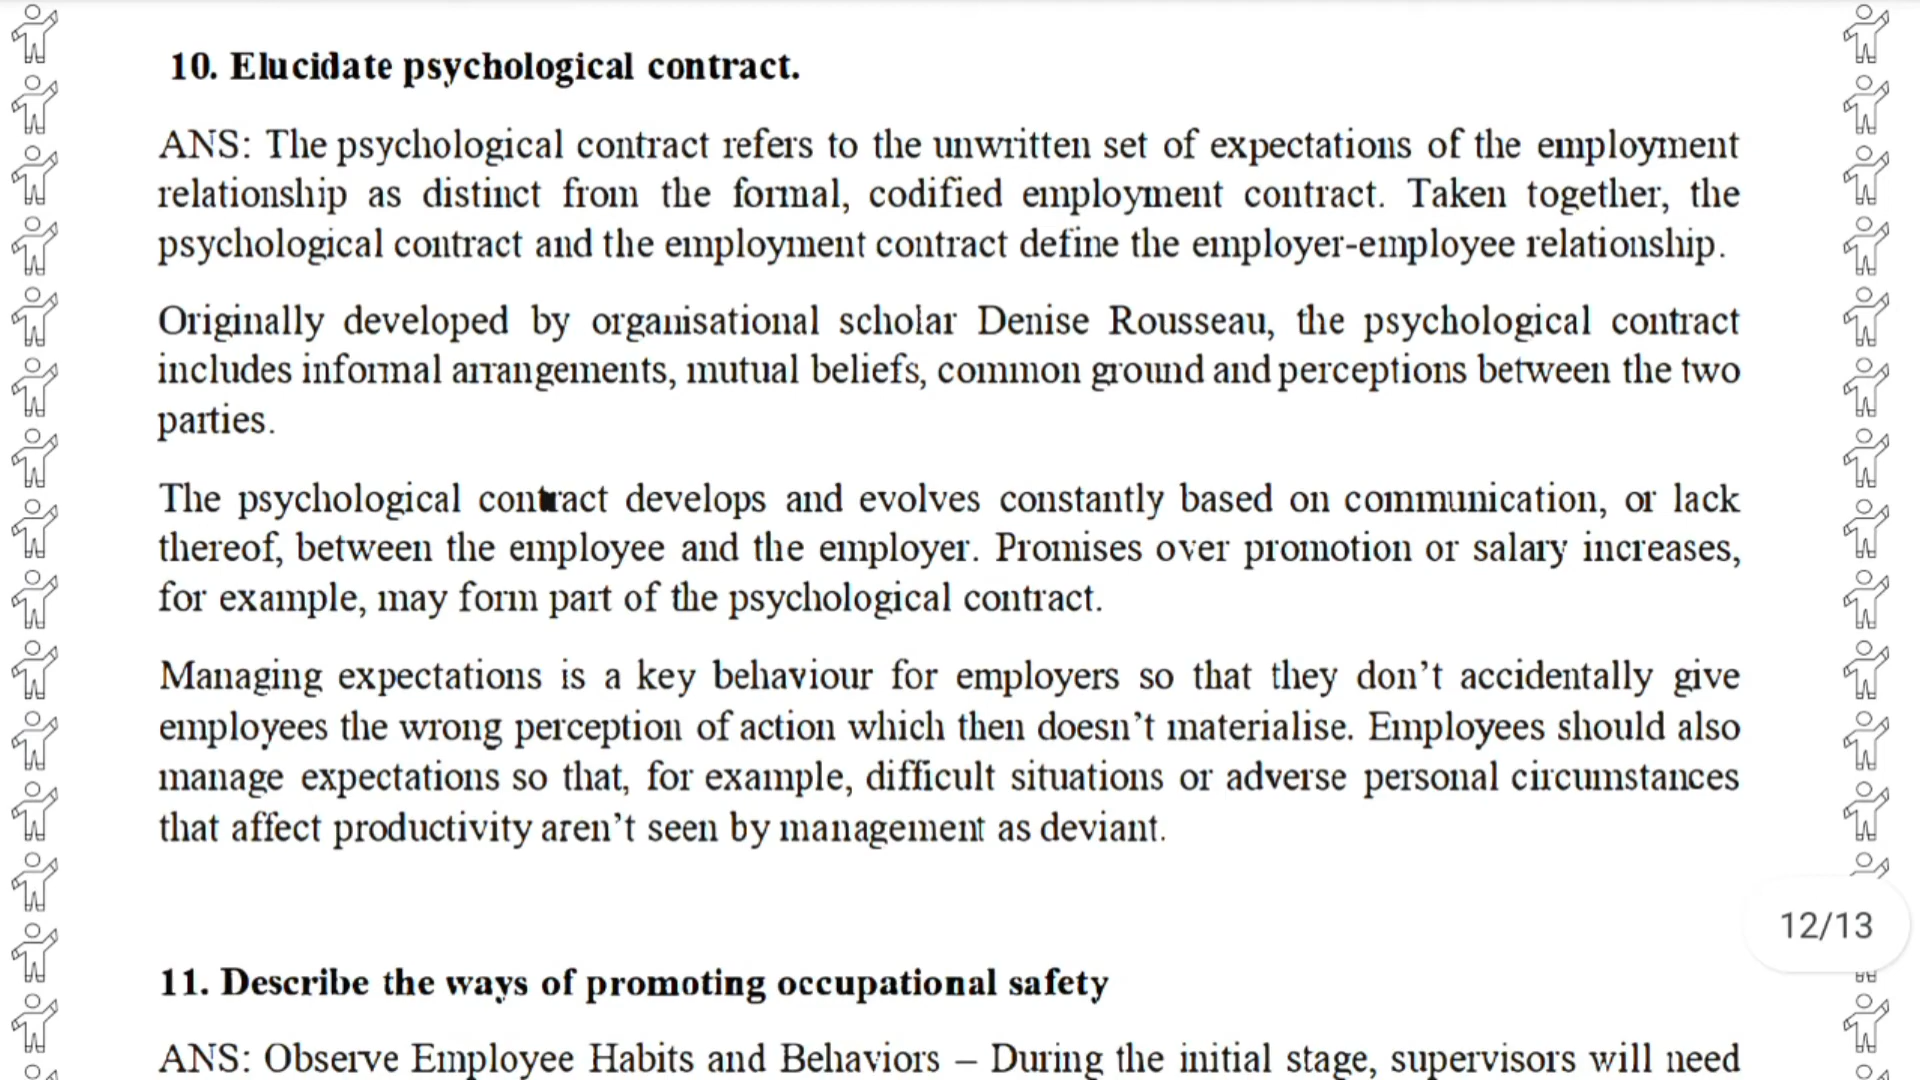 10. Elucidate psychological contract.
ANS: The psychological contract refers to the unwritten set of expectations of the employment
relationship as distinct from the formal, codified employment contract. Taken together, the
psychological contract and the employment contract define the employer-employee relationship.
Originally developed by organisational scholar Denise Rousseau, the psychological contract
includes informal arrangements, mutual beliefs, common ground and perceptions between the two
parties.
The psychological contract develops and evolves constantly based on communication, or lack
thereof, between the employee and the employer. Promises over promotion or salary increases,
for example, may form part of the psychological contract.
Managing expectations is a key behaviour for employers so that they don’t accidentally give
employees the wrong perception of action which then doesn’t materialise. Employees should also
manage expectations so that, for example, difficult situations or adverse personal circumstances
that affect productivity aren’t seen by management as deviant.
12/13
11. Describe the ways of promoting occupational safety
ANS: Observe Employee Habits and Behaviors – During the initial stage, supervisors will need